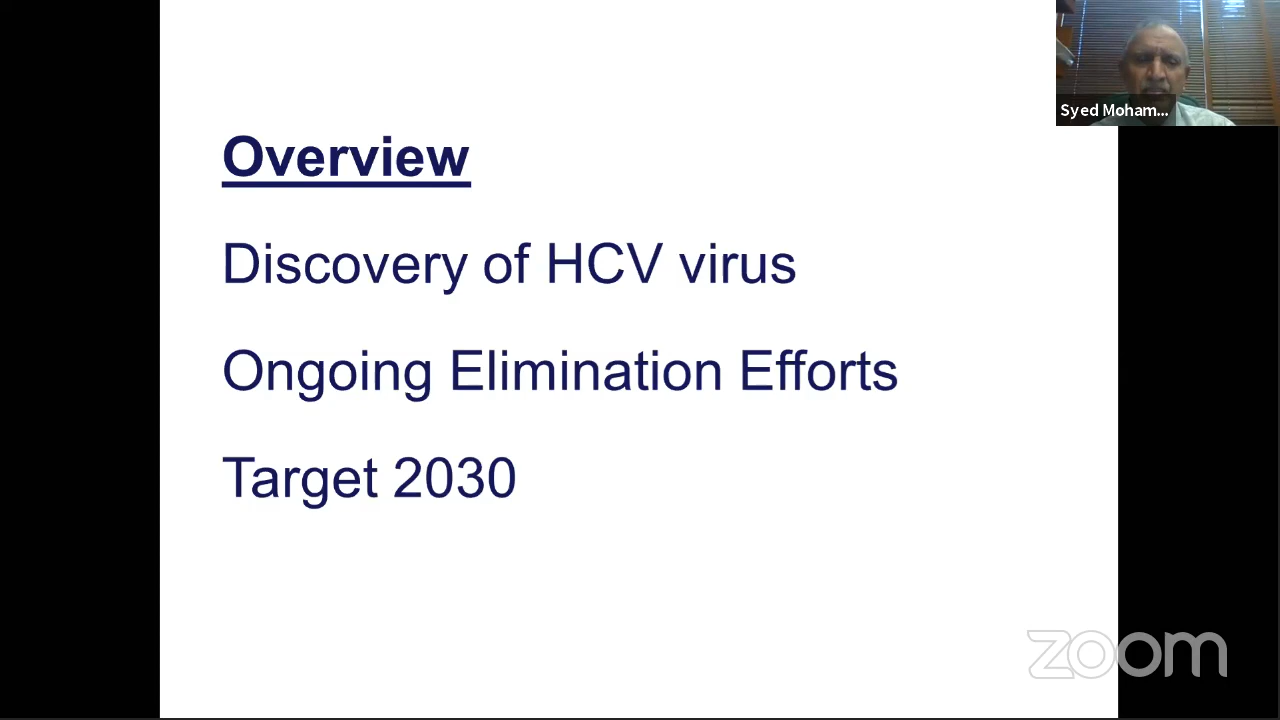 Overview
Discovery of HCV virus
Ongoing Elimination Efforts
Target 2030
Syed Moham...
zoom